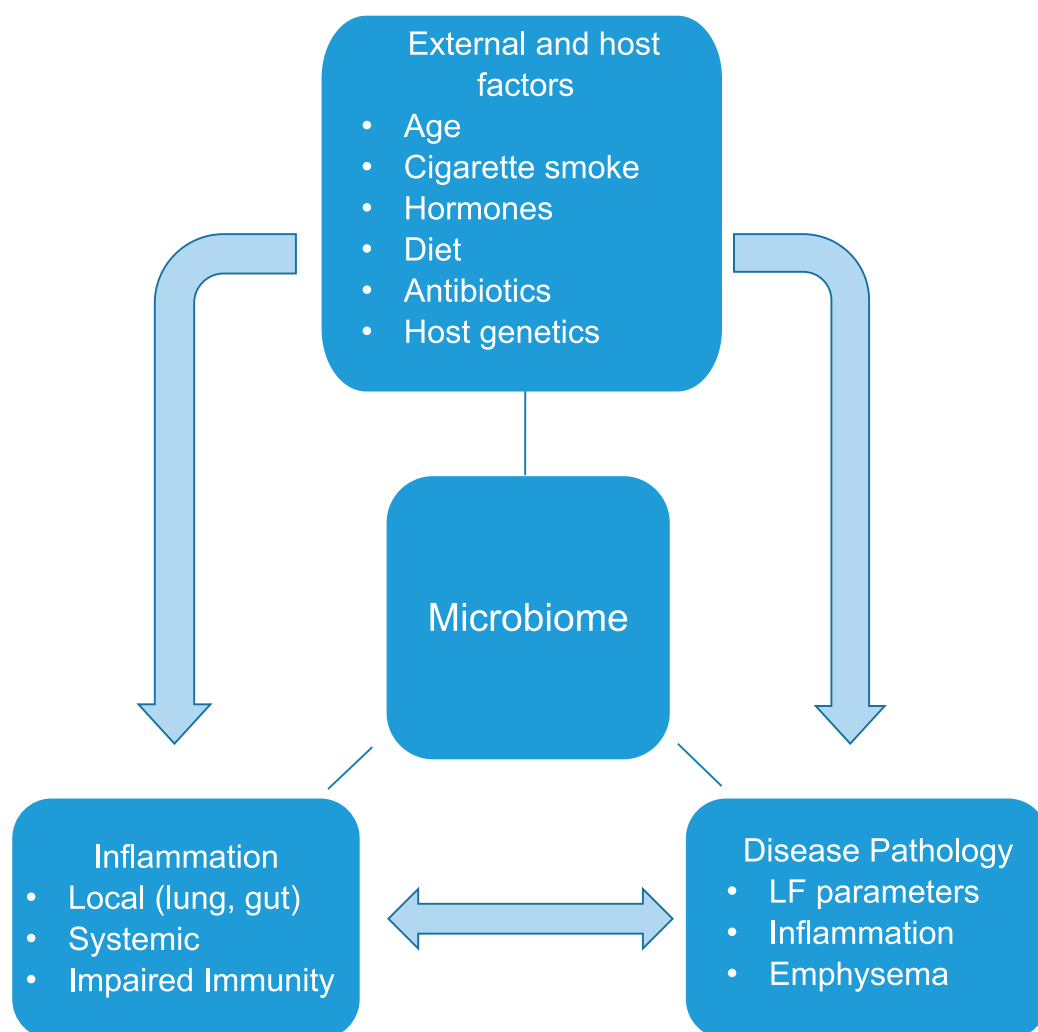 External and host
factors
• Age
• Cigarette smoke
• Hormones
• Diet
• Antibiotics
• Host genetics
Microbiome
Inflammation
• Local (lung, gut)
• Systemic
• Impaired Immunity
Disease Pathology
• LF parameters
• Inflammation
• Emphysema